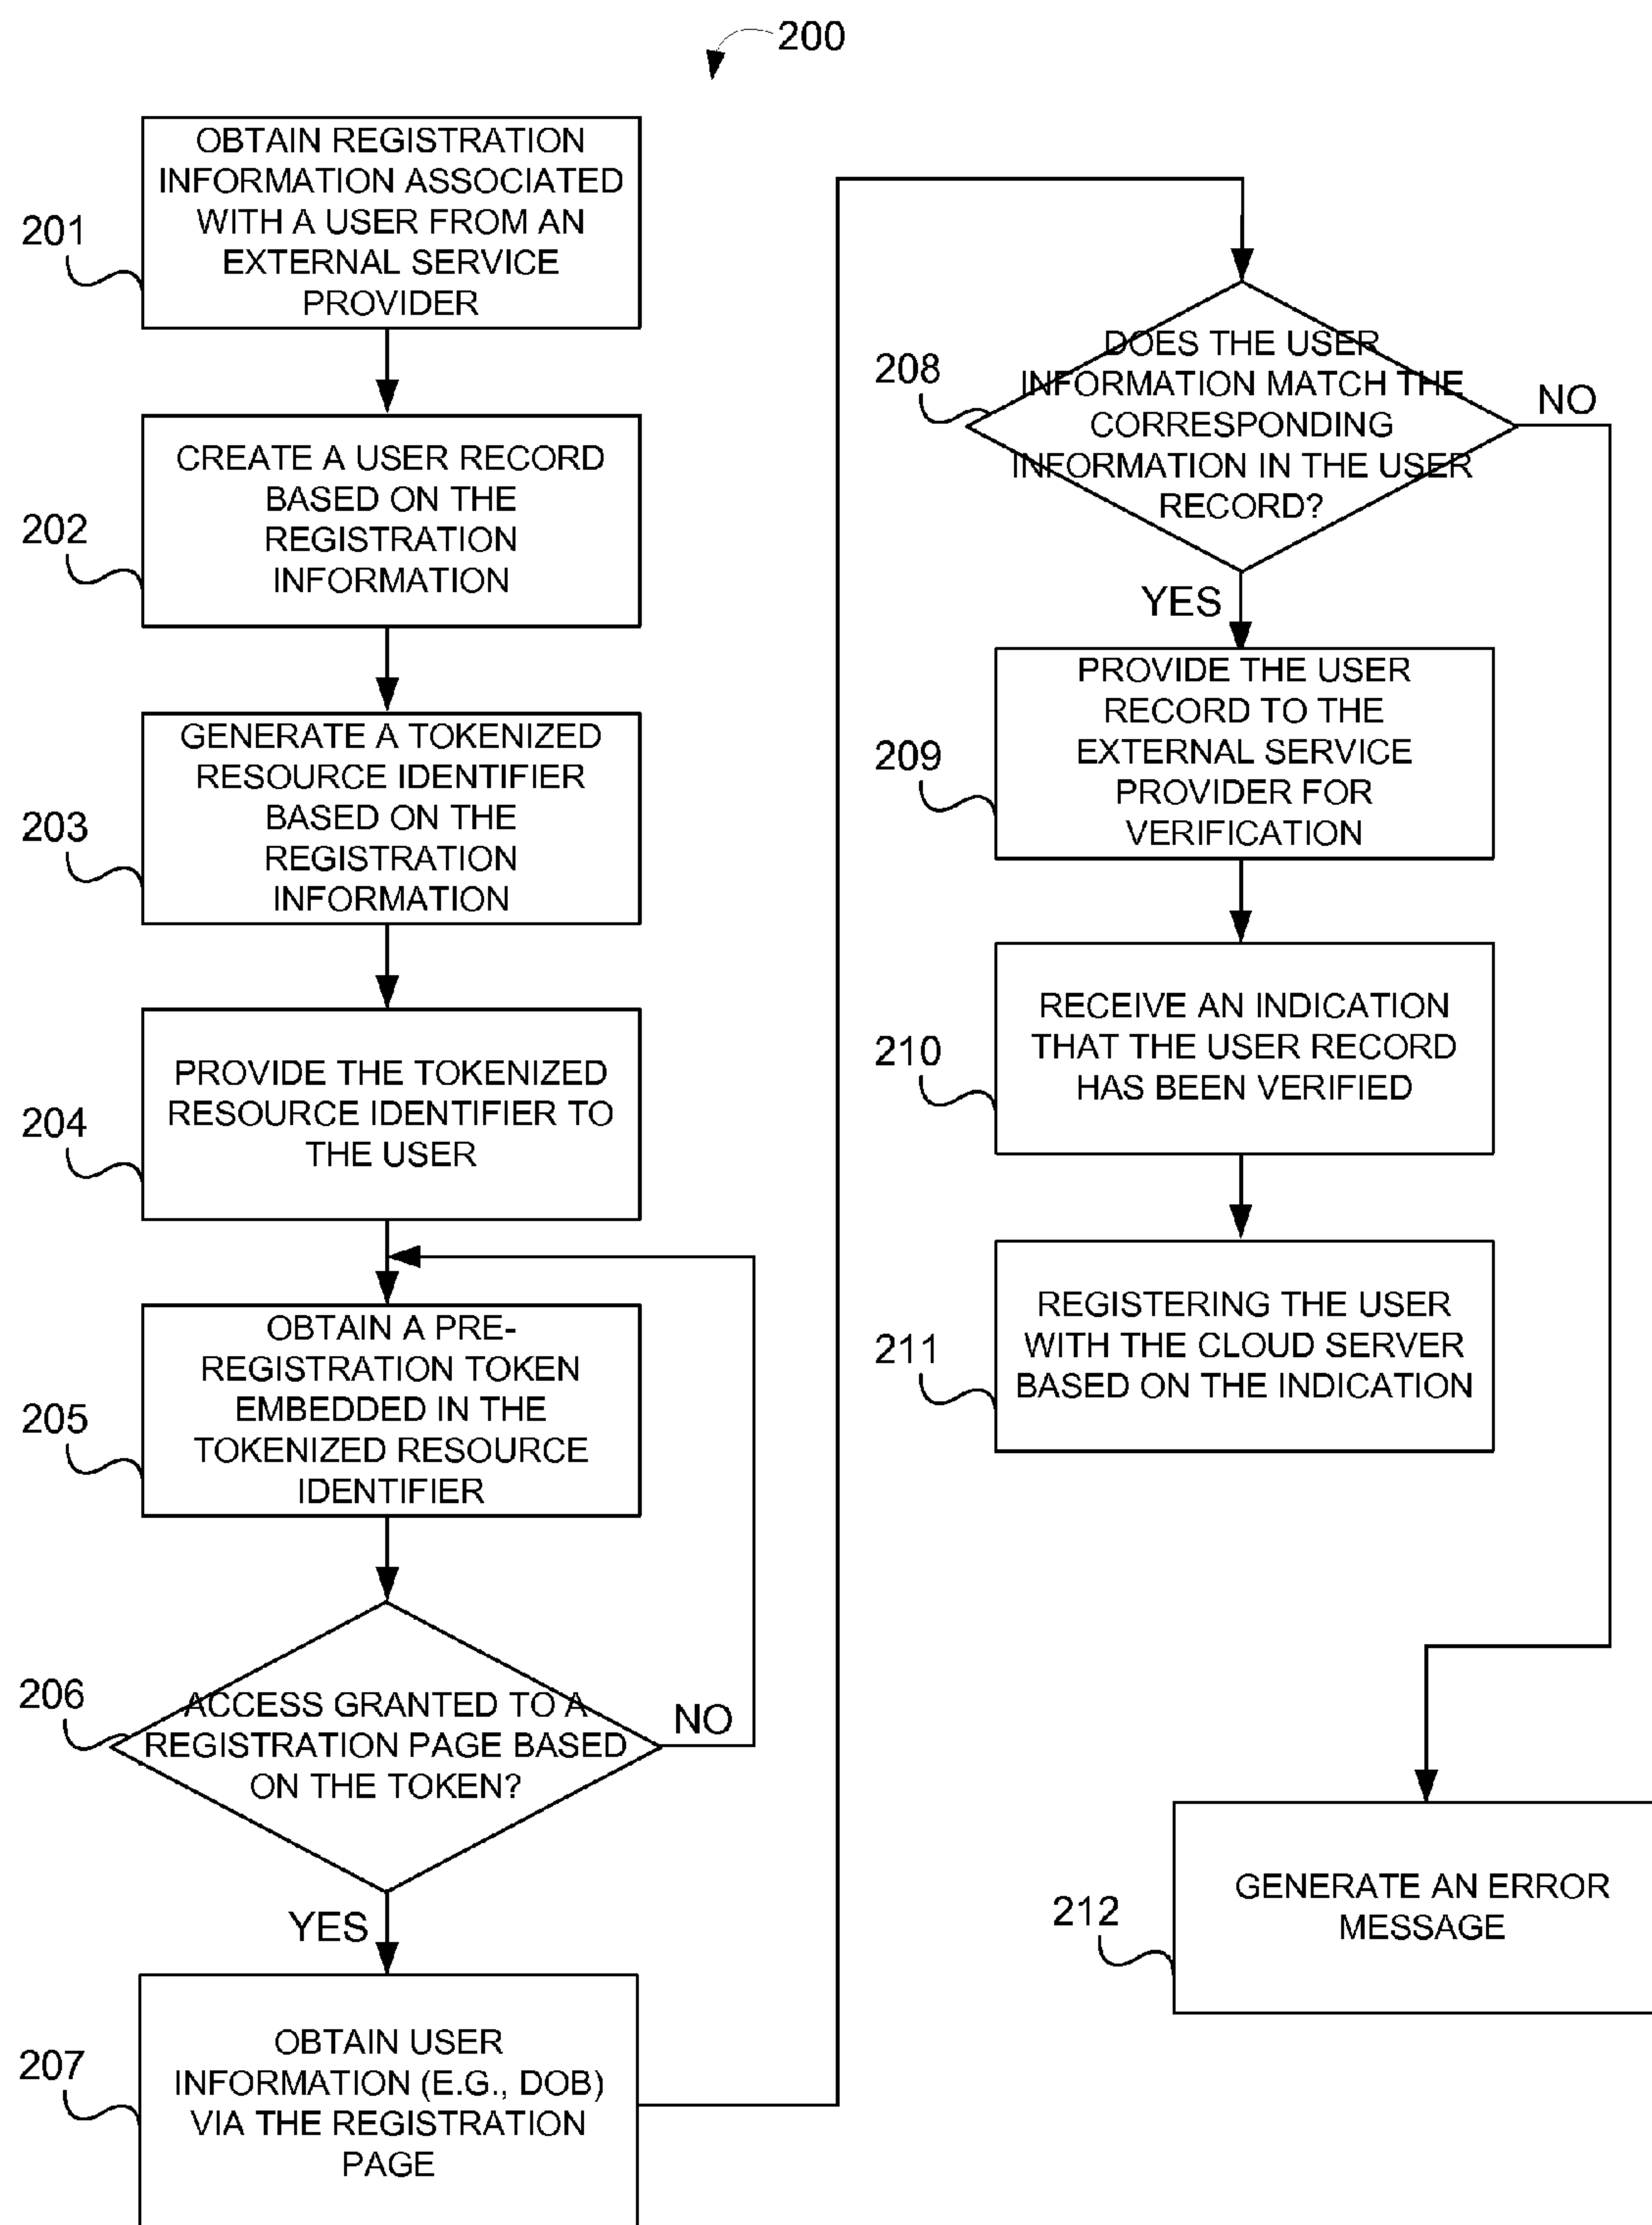 200
OBTAIN REGISTRATION
INFORMATION ASSOCIATED
WITH A USER FROM AN
EXTERNAL SERVICE
PROVIDER
201
CREATE A USER RECORD
BASED ON THE
REGISTRATION
INFORMATION
202
GENERATE A TOKENIZED
RESOURCE IDENTIFIER
BASED ON THE
REGISTRATION
INFORMATION
203
PROVIDE THE TOKENIZED
RESOURCE IDENTIFIER TO
THE USER
204
OBTAIN A PRE-
REGISTRATION TOKEN
EMBEDDED IN THE
TOKENIZED RESOURCE
IDENTIFIER
205
ACCESS GRANTED TO A
REGISTRATION PAGE BASED
ON THE TOKEN?
206
NO
YES
OBTAIN USER
INFORMATION (E.G., DOB)
VIA THE REGISTRATION
PAGE
207
DOES THE USER
INFORMATION MATCH THE
CORRESPONDING
INFORMATION IN THE USER
RECORD?
208
NO
YES
PROVIDE THE USER
RECORD TO THE
EXTERNAL SERVICE
PROVIDER FOR
VERIFICATION
209
RECEIVE AN INDICATION
THAT THE USER RECORD
HAS BEEN VERIFIED
210
REGISTERING THE USER
WITH THE CLOUD SERVER
BASED ON THE INDICATION
211
GENERATE AN ERROR
MESSAGE
212